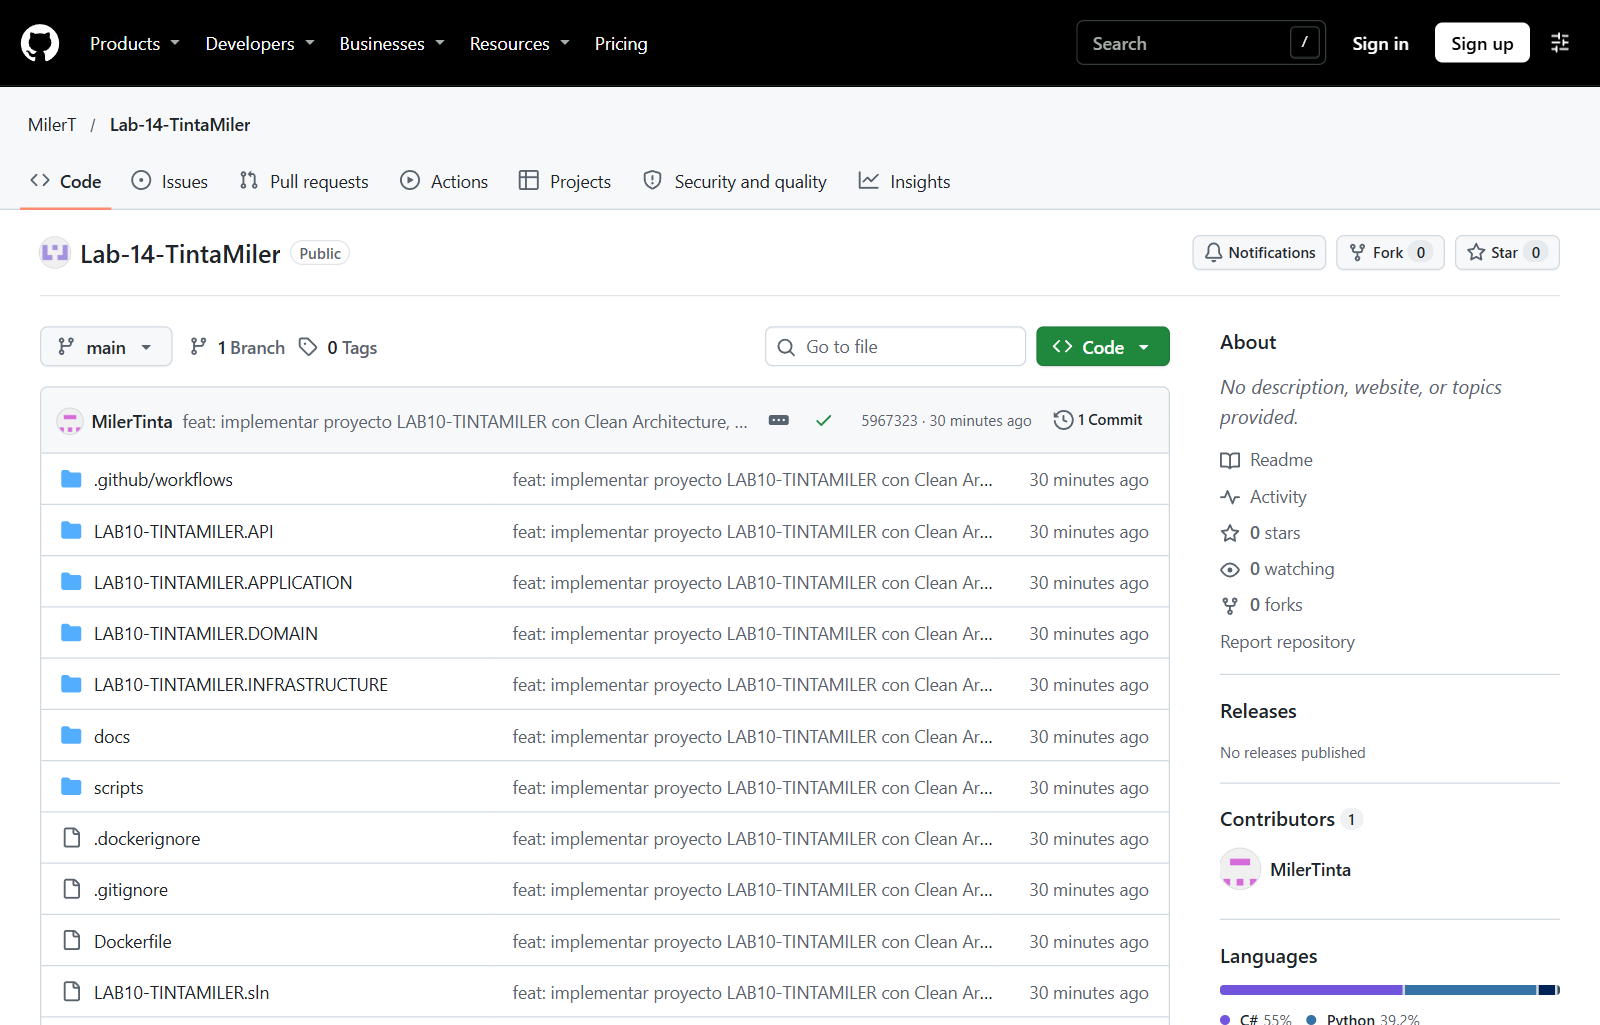 Products Developers Businesses Resources Pricing Search / Sign in Sign up
MilerT / Lab-14-TintaMiler
Code Issues Pull requests Actions Projects Security and quality Insights
Lab-14-TintaMiler Public Notifications Fork 0 Star 0
main 1 Branch 0 Tags Go to file Code
MilerTinta feat: implementar proyecto LAB10-TINTAMILER con Clean Architecture, ... 5967323 · 30 minutes ago 1 Commit
.github/workflows feat: implementar proyecto LAB10-TINTAMILER con Clean Ar... 30 minutes ago
LAB10-TINTAMILER.API feat: implementar proyecto LAB10-TINTAMILER con Clean Ar... 30 minutes ago
LAB10-TINTAMILER.APPLICATION feat: implementar proyecto LAB10-TINTAMILER con Clean Ar... 30 minutes ago
LAB10-TINTAMILER.DOMAIN feat: implementar proyecto LAB10-TINTAMILER con Clean Ar... 30 minutes ago
LAB10-TINTAMILER.INFRASTRUCTURE feat: implementar proyecto LAB10-TINTAMILER con Clean Ar... 30 minutes ago
docs feat: implementar proyecto LAB10-TINTAMILER con Clean Ar... 30 minutes ago
scripts feat: implementar proyecto LAB10-TINTAMILER con Clean Ar... 30 minutes ago
.dockerignore feat: implementar proyecto LAB10-TINTAMILER con Clean Ar... 30 minutes ago
.gitignore feat: implementar proyecto LAB10-TINTAMILER con Clean Ar... 30 minutes ago
Dockerfile feat: implementar proyecto LAB10-TINTAMILER con Clean Ar... 30 minutes ago
LAB10-TINTAMILER.sln feat: implementar proyecto LAB10-TINTAMILER con Clean Ar... 30 minutes ago
About
No description, website, or topics
provided.
Readme
Activity
0 stars
0 watching
0 forks
Report repository
Releases
No releases published
Contributors 1
MilerTinta
Languages
C# 55% Python 39.2%